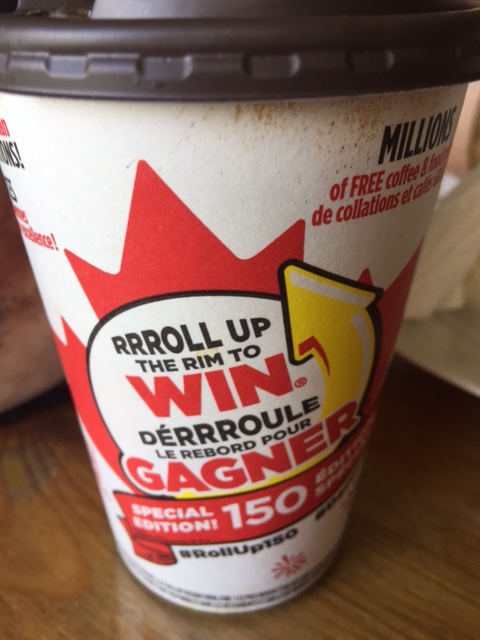 MILLIONS
of FREE coffee &
de collations et cafés
RRROLL UP
THE RIM TO
WIN®
DÉRRROULE
LE REBORD POUR
GAGNER
SPECIAL
EDITION!
150
#RollUp150